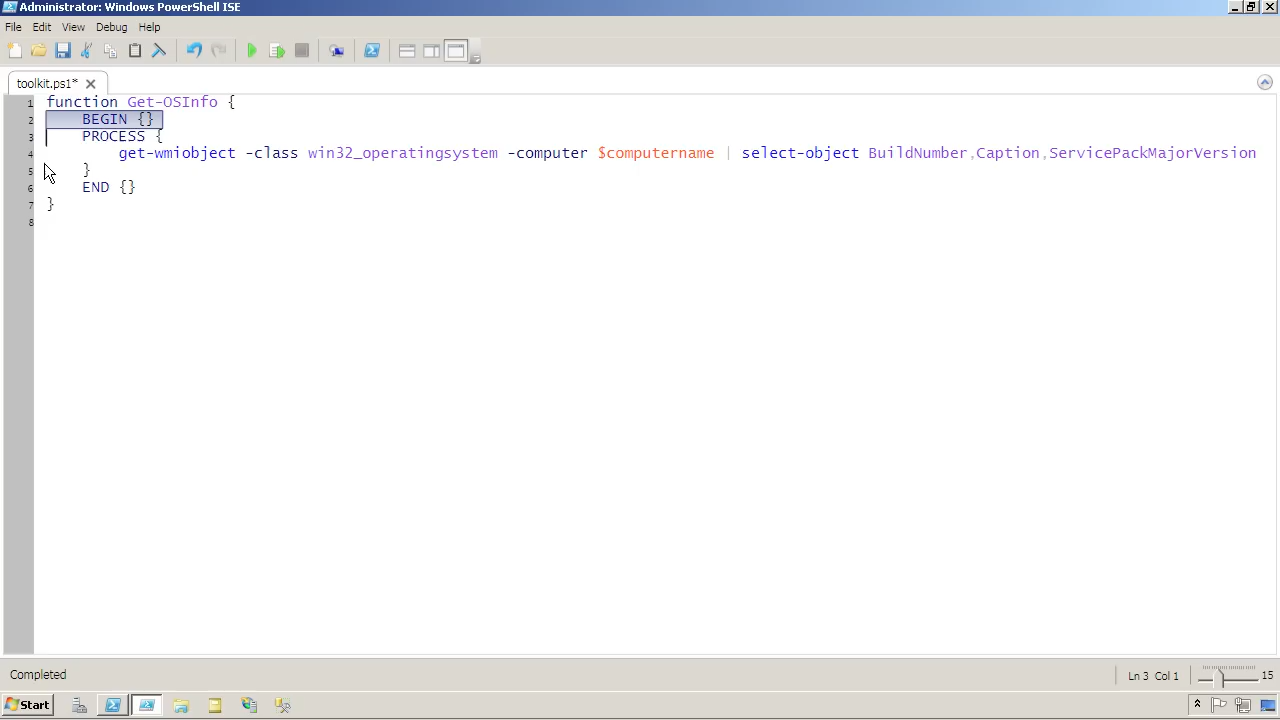 Administrator: Windows PowerShell ISE
File Edit View Debug Help
toolkit.ps1*
1 function Get-OSInfo {
2 BEGIN {}
3 PROCESS {
4 get-wmiobject -class win32_operatingsystem -computer $computername | select-object BuildNumber,Caption,ServicePackMajorVersion
5 }
6 END {}
7 }
8
Completed
Ln 3 Col 1
15
Start